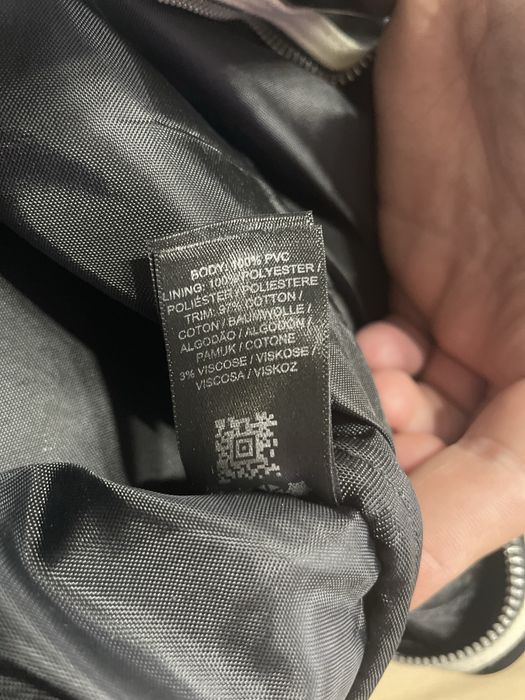 BODY: 100% PVC
LINING: 100% POLYESTER /
POLIÉSTER / POLIESTERE
TRIM: 97% COTTON /
COTON / BAUMWOLLE /
ALGODÃO / ALGODÓN /
PAMUK / COTONE
3% VISCOSE / VISKOSE /
VISCOSA / VISKOZ